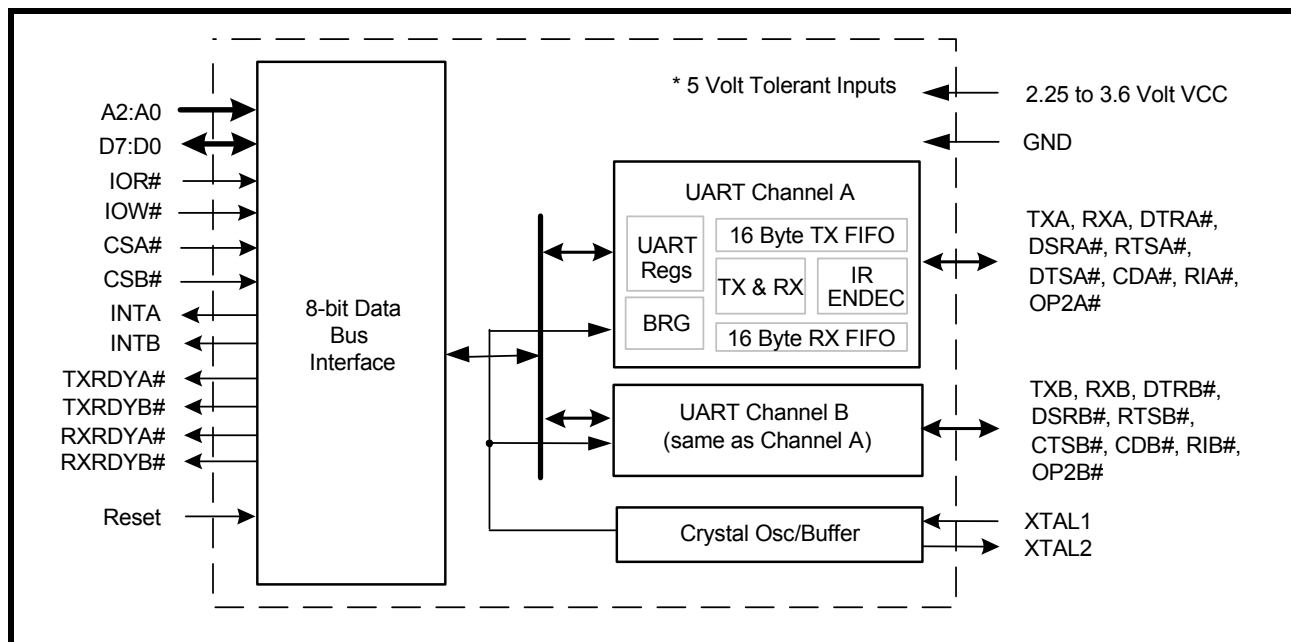 A2:A0
D7:D0
IOR#
IOW#
CSA#
CSB#
INTA
INTB
TXRDYA#
TXRDYB#
RXRDYA#
RXRDYB#
Reset
8-bit Data
Bus
Interface
* 5 Volt Tolerant Inputs
UART Channel A
UART
Regs
BRG
16 Byte TX FIFO
TX & RX
IR
ENDEC
16 Byte RX FIFO
UART Channel B
(same as Channel A)
Crystal Osc/Buffer
2.25 to 3.6 Volt VCC
GND
TXA, RXA, DTRA#,
DSRA#, RTSA#,
DTSA#, CDA#, RIA#,
OP2A#
TXB, RXB, DTRB#,
DSRB#, RTSB#,
CTSB#, CDB#, RIB#,
OP2B#
XTAL1
XTAL2